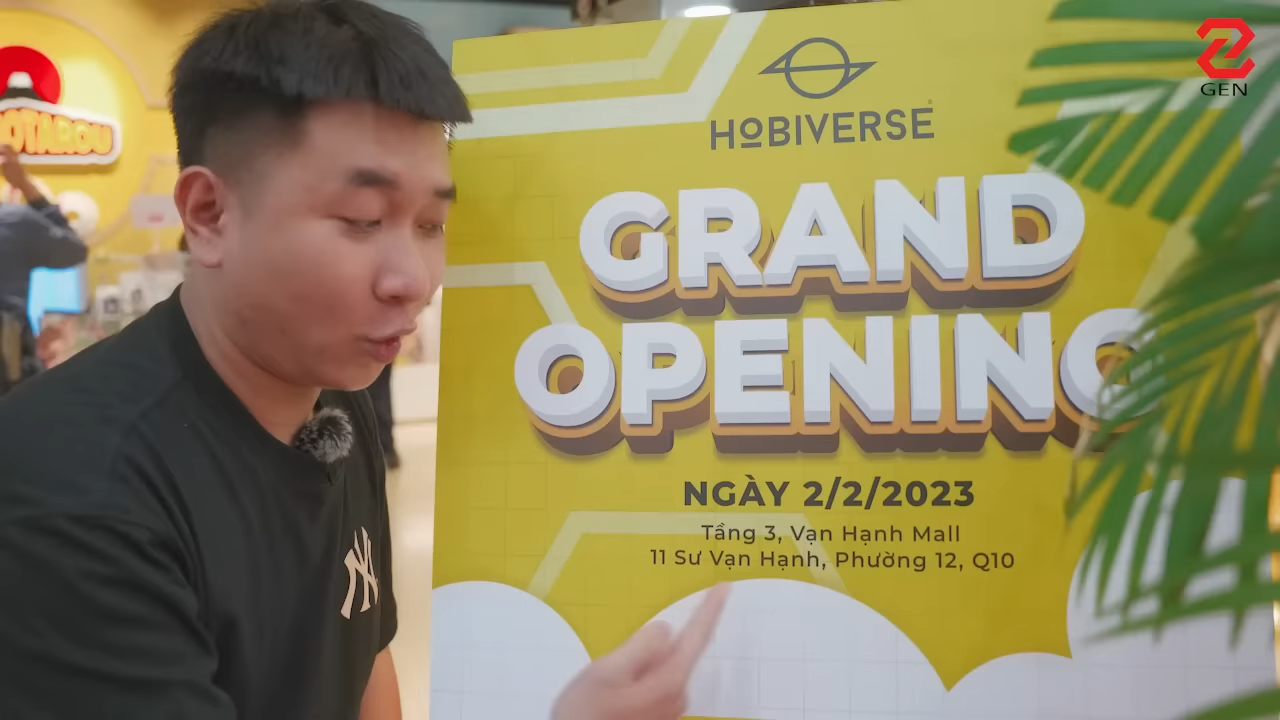 GEN
HOBIVERSE
GRAND
OPENING
NGÀY 2/2/2023
Tầng 3, Vạn Hạnh Mall
11 Sư Vạn Hạnh, Phường 12, Q10
NY